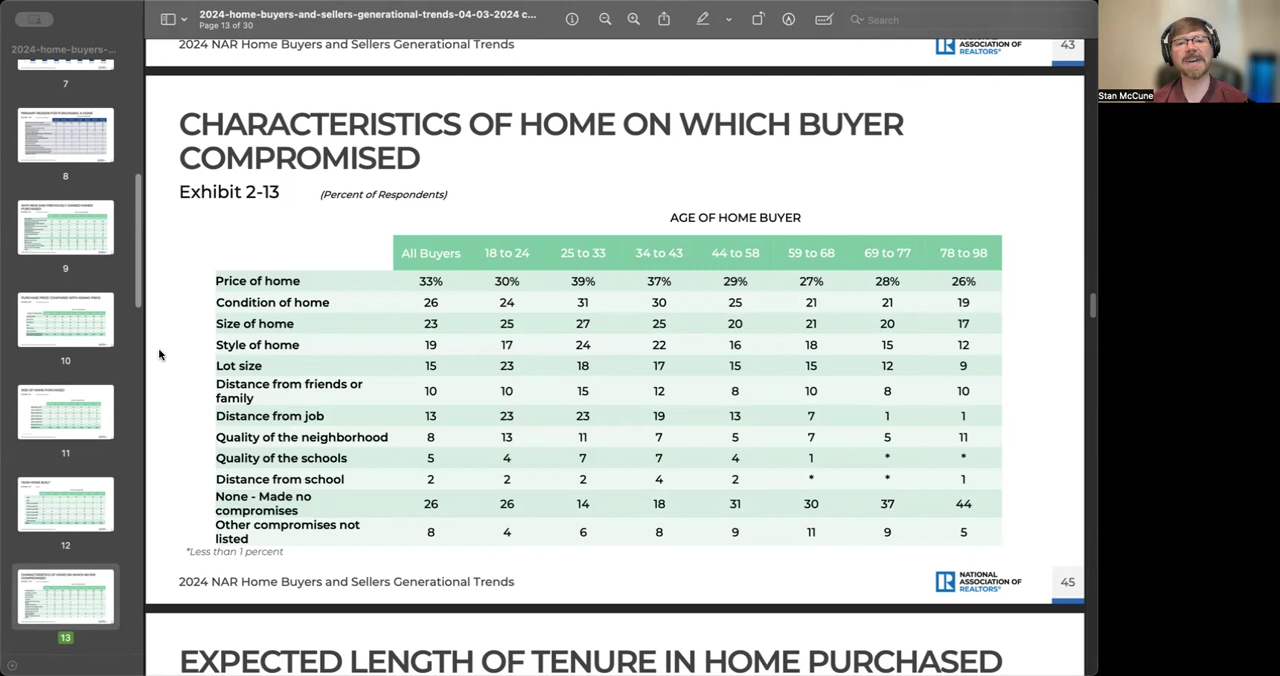 2024-home-buyers-and-sellers-generational-trends-04-03-2024 c...
Page 13 of 30
Search
2024-home-buyers-...
7
8
9
10
11
12
13
2024 NAR Home Buyers and Sellers Generational Trends
ASSOCIATION OF
REALTORS®
43
CHARACTERISTICS OF HOME ON WHICH BUYER
COMPROMISED
Exhibit 2-13 (Percent of Respondents)
AGE OF HOME BUYER
All Buyers 18 to 24 25 to 33 34 to 43 44 to 58 59 to 68 69 to 77 78 to 98
Price of home 33% 30% 39% 37% 29% 27% 28% 26%
Condition of home 26 24 31 30 25 21 21 19
Size of home 23 25 27 25 20 21 20 17
Style of home 19 17 24 22 16 18 15 12
Lot size 15 23 18 17 15 15 12 9
Distance from friends or
family 10 10 15 12 8 10 8 10
Distance from job 13 23 23 19 13 7 1 1
Quality of the neighborhood 8 13 11 7 5 7 5 11
Quality of the schools 5 4 7 7 4 1 * *
Distance from school 2 2 2 4 2 * * 1
None - Made no
compromises 26 26 14 18 31 30 37 44
Other compromises not
listed 8 4 6 8 9 11 9 5
*Less than 1 percent
2024 NAR Home Buyers and Sellers Generational Trends
NATIONAL
ASSOCIATION OF
REALTORS®
45
EXPECTED LENGTH OF TENURE IN HOME PURCHASED
Stan McCune